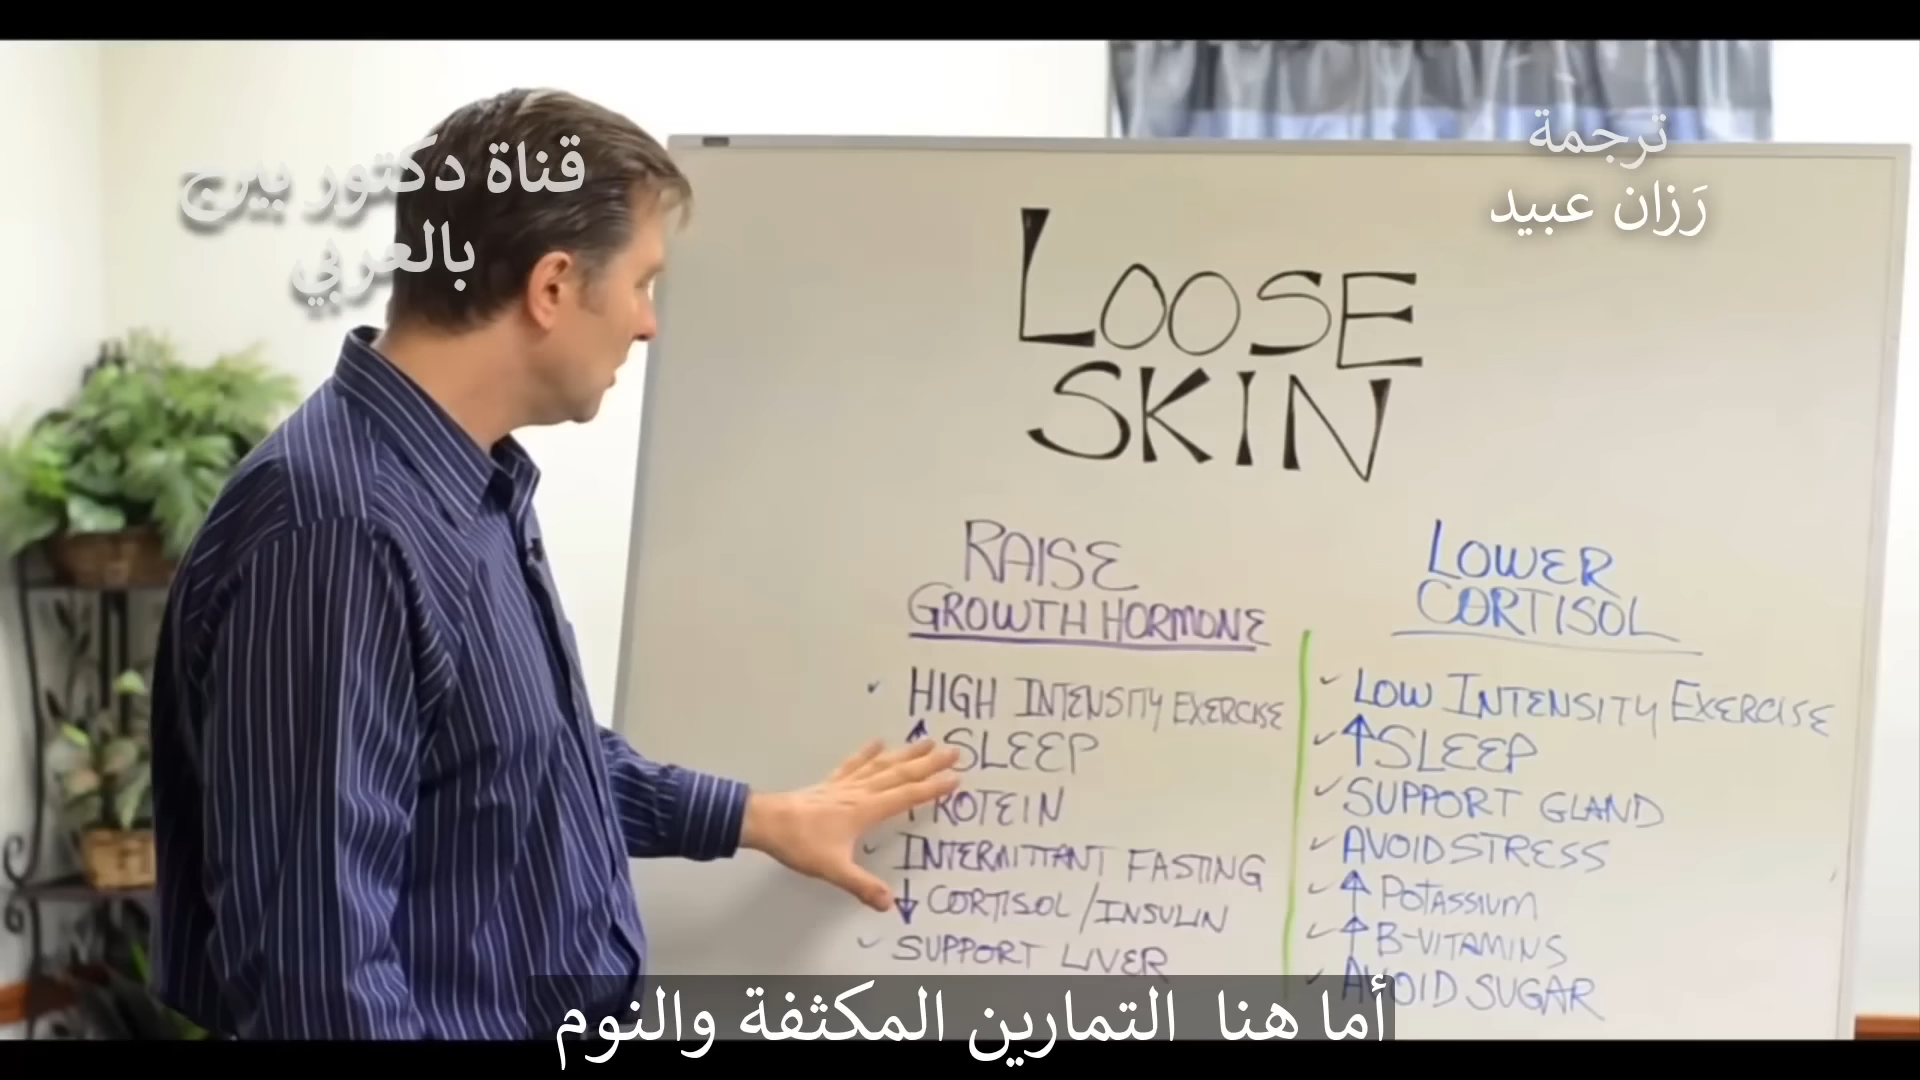 قناة دكتور بيرج
بالعربي
ترجمة
رَزان عبيد
LOOSE
SKIN
RAISE
GROWTH HORMONE
HIGH INTENSITY EXERCISE
↑ SLEEP
PROTEIN
INTERMITTANT FASTING
↓ CORTISOL/INSULIN
SUPPORT LIVER
LOWER
CORTISOL
LOW INTENSITY EXERCISE
↑ SLEEP
SUPPORT GLAND
AVOID STRESS
↑ POTASSIUM
↑ B-VITAMINS
AVOID SUGAR
أما هنا التمارين المكثفة والنوم